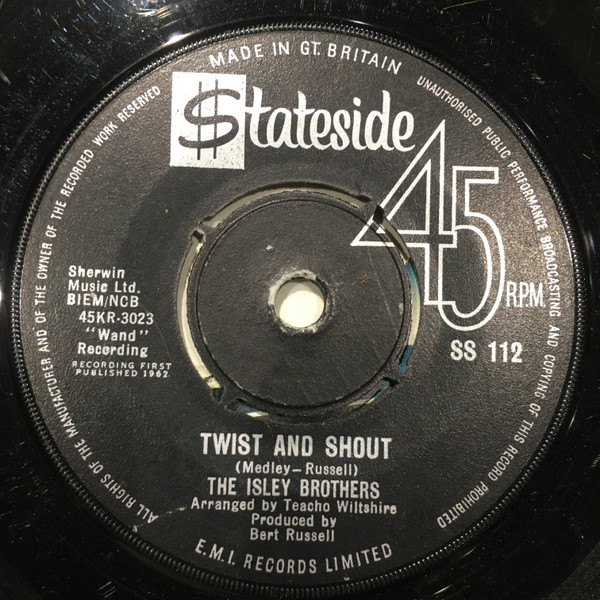 MADE IN GT. BRITAIN
ALL RIGHTS OF THE MANUFACTURER AND OF THE OWNER OF THE RECORDED WORK RESERVED
UNAUTHORISED PUBLIC PERFORMANCE BROADCASTING AND COPYING OF THIS RECORD PROHIBITED
$tateside
45 RPM.
Sherwin
Music Ltd.
BIEM/NCB
45KR-3023
"Wand"
Recording
RECORDING FIRST
PUBLISHED 1962
SS 112
TWIST AND SHOUT
(Medley–Russell)
THE ISLEY BROTHERS
Arranged by Teacho Wiltshire
Produced by
Bert Russell
E.M.I. RECORDS LIMITED